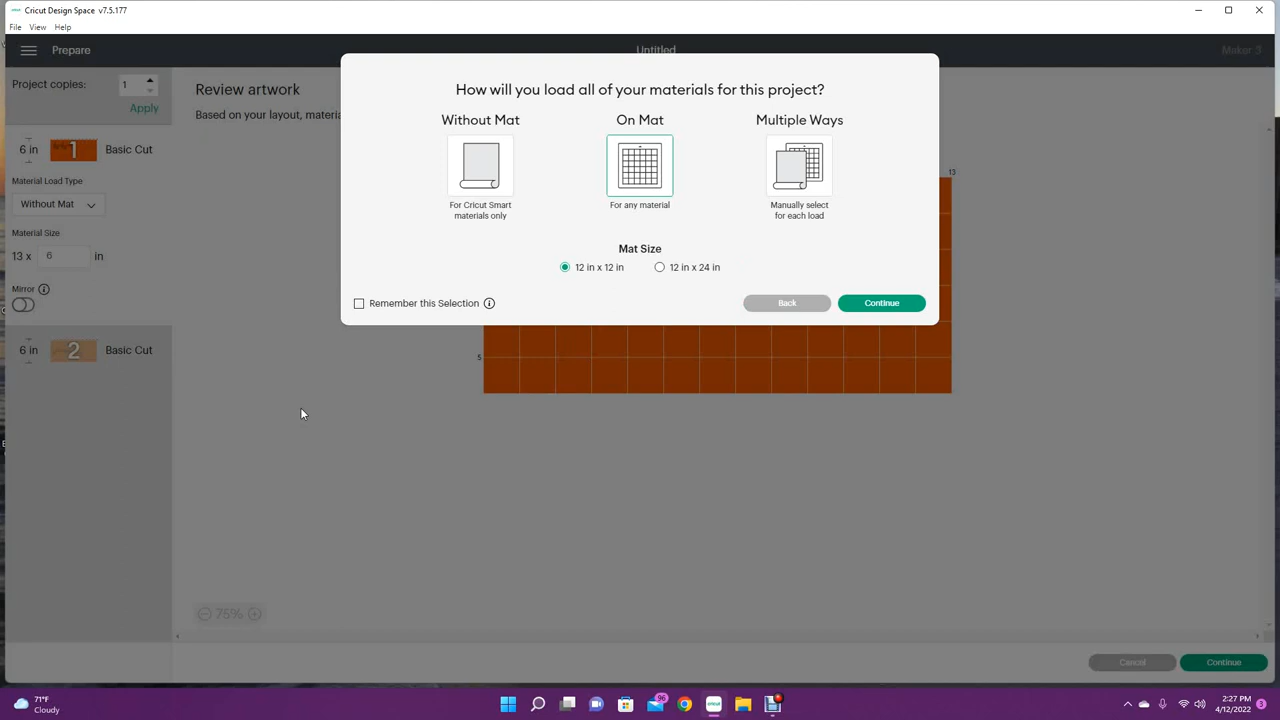 Cricut Design Space v7.5.177
File View Help
Prepare
Untitled
Maker 3
Project copies: 1
Apply
6 in 1 Basic Cut
Material Load Type
Without Mat
Material Size
13 x 6 in
Mirror
6 in 2 Basic Cut
Review artwork
Based on your layout, materia
How will you load all of your materials for this project?
Without Mat On Mat Multiple Ways
For Cricut Smart
materials only
For any material
Manually select
for each load
Mat Size
12 in x 12 in 12 in x 24 in
Remember this Selection
Back Continue
13
5
75%
Cancel Continue
71°F
Cloudy
96
2:27 PM
4/12/2022
3